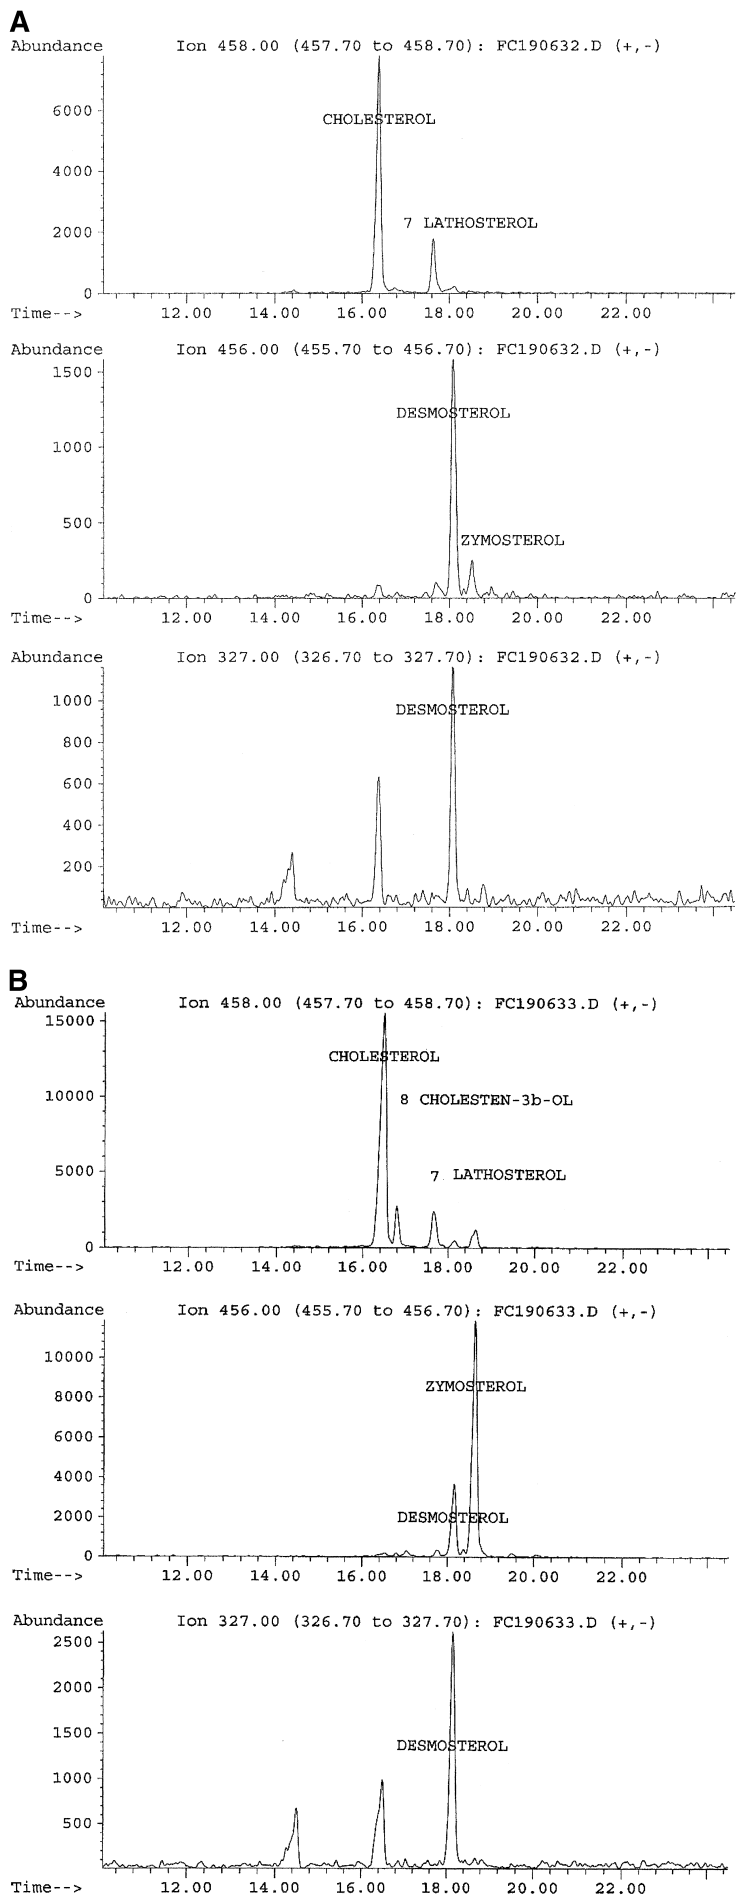 A
Abundance Ion 458.00 (457.70 to 458.70): FC190632.D (+,-)
6000
CHOLESTEROL
4000
7 LATHOSTEROL
2000
0
Time--> 12.00 14.00 16.00 18.00 20.00 22.00
Abundance Ion 456.00 (455.70 to 456.70): FC190632.D (+,-)
1500
DESMOSTEROL
1000
ZYMOSTEROL
500
0
12.00 14.00 16.00 18.00 20.00 22.00
Time-->
Abundance Ion 327.00 (326.70 to 327.70): FC190632.D (+,-)
1000
DESMOSTEROL
800
600
400
200
Time--> 12.00 14.00 16.00 18.00 20.00 22.00
B
Abundance Ion 458.00 (457.70 to 458.70): FC190633.D (+,-)
15000
CHOLESTEROL
10000
8 CHOLESTEN-3b-OL
7 LATHOSTEROL
5000
0
Time--> 12.00 14.00 16.00 18.00 20.00 22.00
Abundance Ion 456.00 (455.70 to 456.70): FC190633.D (+,-)
10000
ZYMOSTEROL
8000
6000
4000
2000
DESMOSTEROL
0
Time--> 12.00 14.00 16.00 18.00 20.00 22.00
Abundance Ion 327.00 (326.70 to 327.70): FC190633.D (+,-)
2500
2000
1500
DESMOSTEROL
1000
500
Time--> 12.00 14.00 16.00 18.00 20.00 22.00